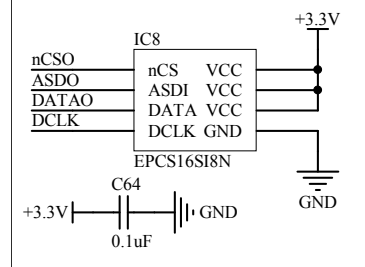 +3.3V
IC8
nCSO nCS VCC
ASDO ASDI VCC
DATAO DATA VCC
DCLK DCLK GND
EPCS16SI8N
C64
GND
+3.3V GND
0.1uF